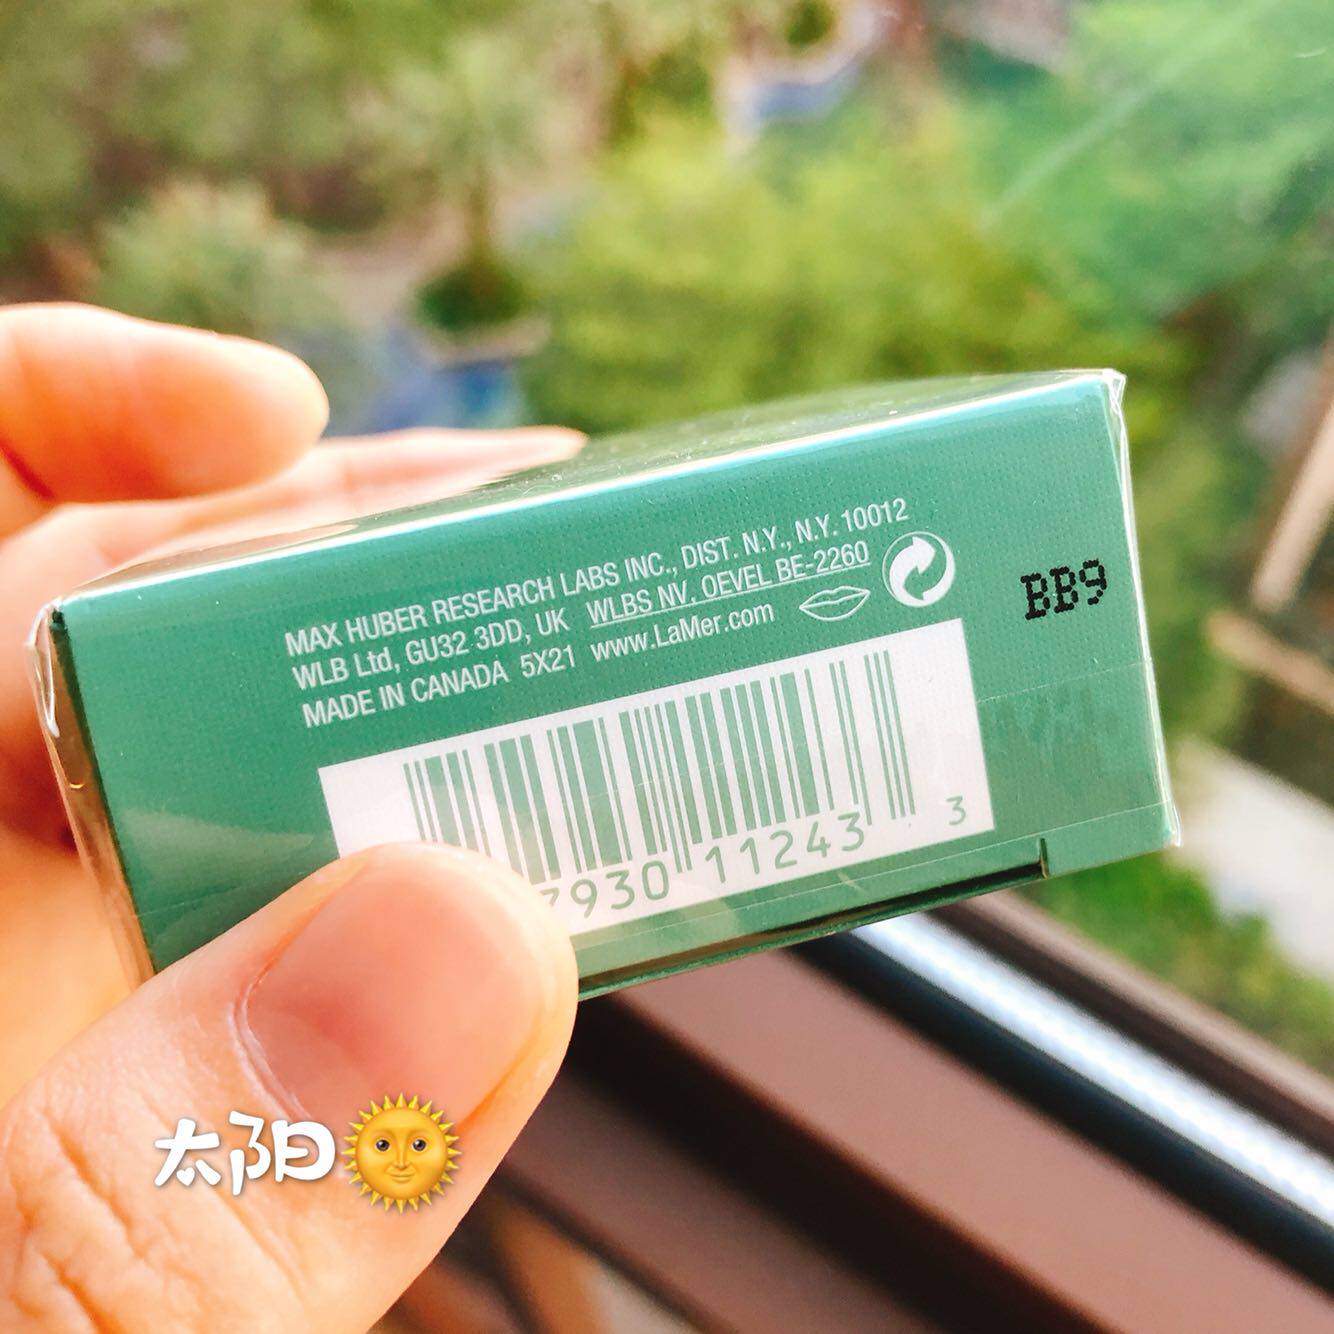 MAX HUBER RESEARCH LABS INC., DIST. N.Y., N.Y. 10012
WLB Ltd, GU32 3DD, UK WLBS NV. OEVEL BE-2260
MADE IN CANADA 5X21 www.LaMer.com
BB9
7930 11243 3
太阳